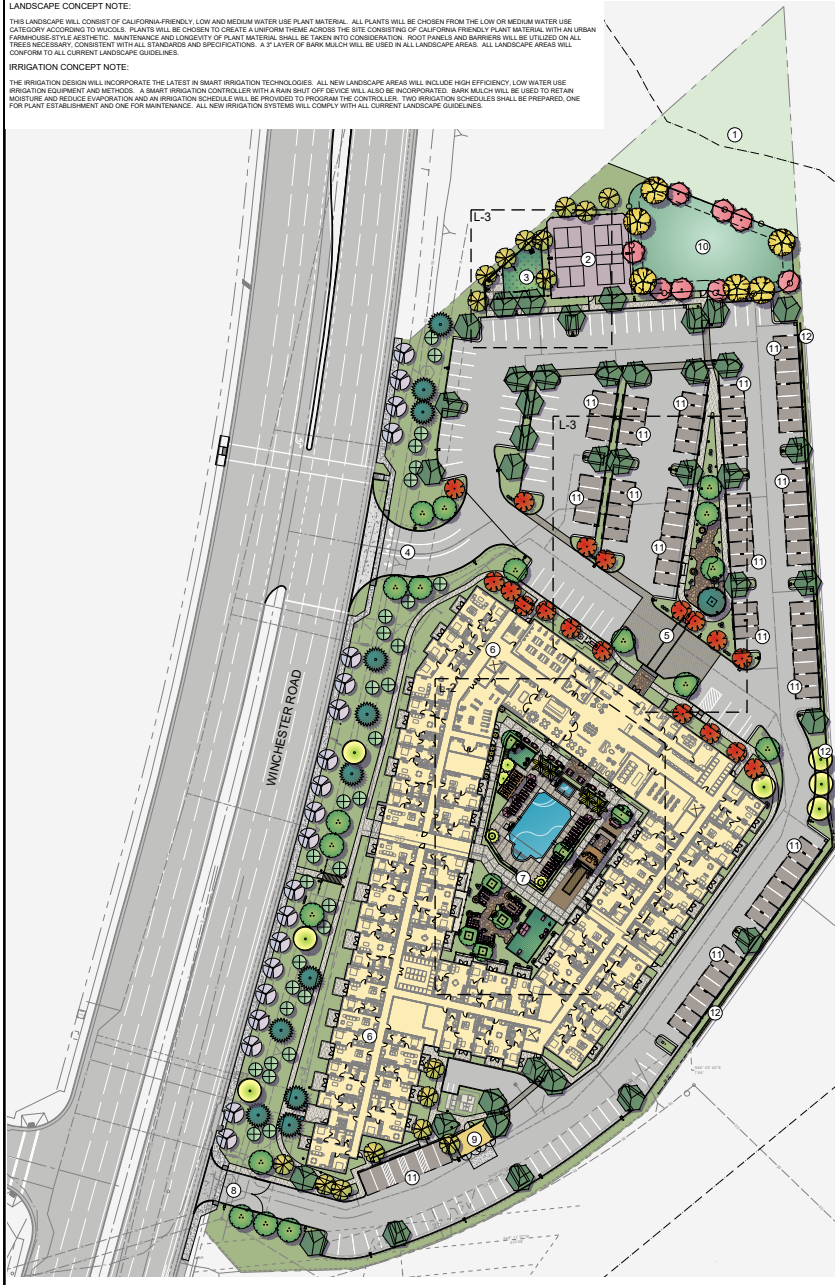 LANDSCAPE CONCEPT NOTE:
THIS LANDSCAPE WILL CONSIST OF CALIFORNIA-FRIENDLY, LOW AND MEDIUM WATER USE PLANT MATERIAL. ALL PLANTS WILL BE CHOSEN FROM THE LOW OR MEDIUM WATER USE
CATEGORY ACCORDING TO WUCOLS. PLANTS WILL BE CHOSEN TO CREATE A UNIFORM THEME ACROSS THE SITE CONSISTING OF CALIFORNIA FRIENDLY PLANT MATERIAL WITH AN URBAN
FARMHOUSE-STYLE AESTHETIC. MAINTENANCE AND LONGEVITY OF PLANT MATERIAL SHALL BE TAKEN INTO CONSIDERATION. ROOT PANELS AND BARRIERS WILL BE UTILIZED ON ALL
TREES NECESSARY, CONSISTENT WITH ALL STANDARDS AND SPECIFICATIONS. A 3" LAYER OF BARK MULCH WILL BE USED IN ALL LANDSCAPE AREAS. ALL LANDSCAPE AREAS WILL
CONFORM TO ALL CURRENT LANDSCAPE GUIDELINES.
IRRIGATION CONCEPT NOTE:
THE IRRIGATION DESIGN WILL INCORPORATE THE LATEST IN SMART IRRIGATION TECHNOLOGIES. ALL NEW LANDSCAPE AREAS WILL INCLUDE HIGH EFFICIENCY, LOW WATER USE
IRRIGATION EQUIPMENT AND METHODS. A SMART IRRIGATION CONTROLLER WITH A RAIN SHUT OFF DEVICE WILL ALSO BE INCORPORATED. BARK MULCH WILL BE USED TO RETAIN
MOISTURE AND REDUCE EVAPORATION AND AN IRRIGATION SCHEDULE WILL BE PROVIDED TO PROGRAM THE CONTROLLER. TWO IRRIGATION SCHEDULES SHALL BE PREPARED, ONE
FOR PLANT ESTABLISHMENT AND ONE FOR MAINTENANCE. ALL NEW IRRIGATION SYSTEMS WILL COMPLY WITH ALL CURRENT LANDSCAPE GUIDELINES.
1
L-3
10
2
3
12
11
11
11
11
11
L-3
11
11
11
11
11
4
11
11
5
6
11
L-2
WINCHESTER ROAD
12
11
7
11
12
6
9
11
8